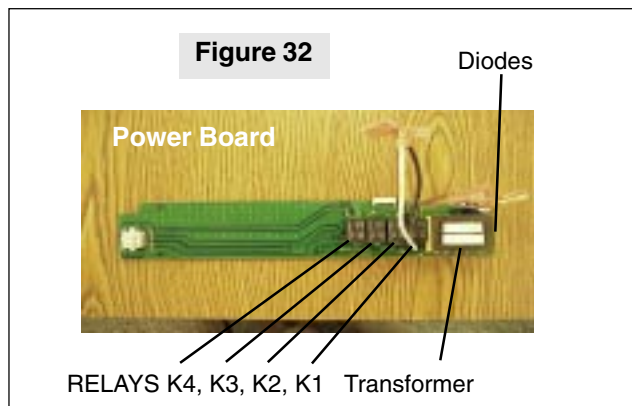 Figure 32
Diodes
Power Board
RELAYS K4, K3, K2, K1 Transformer